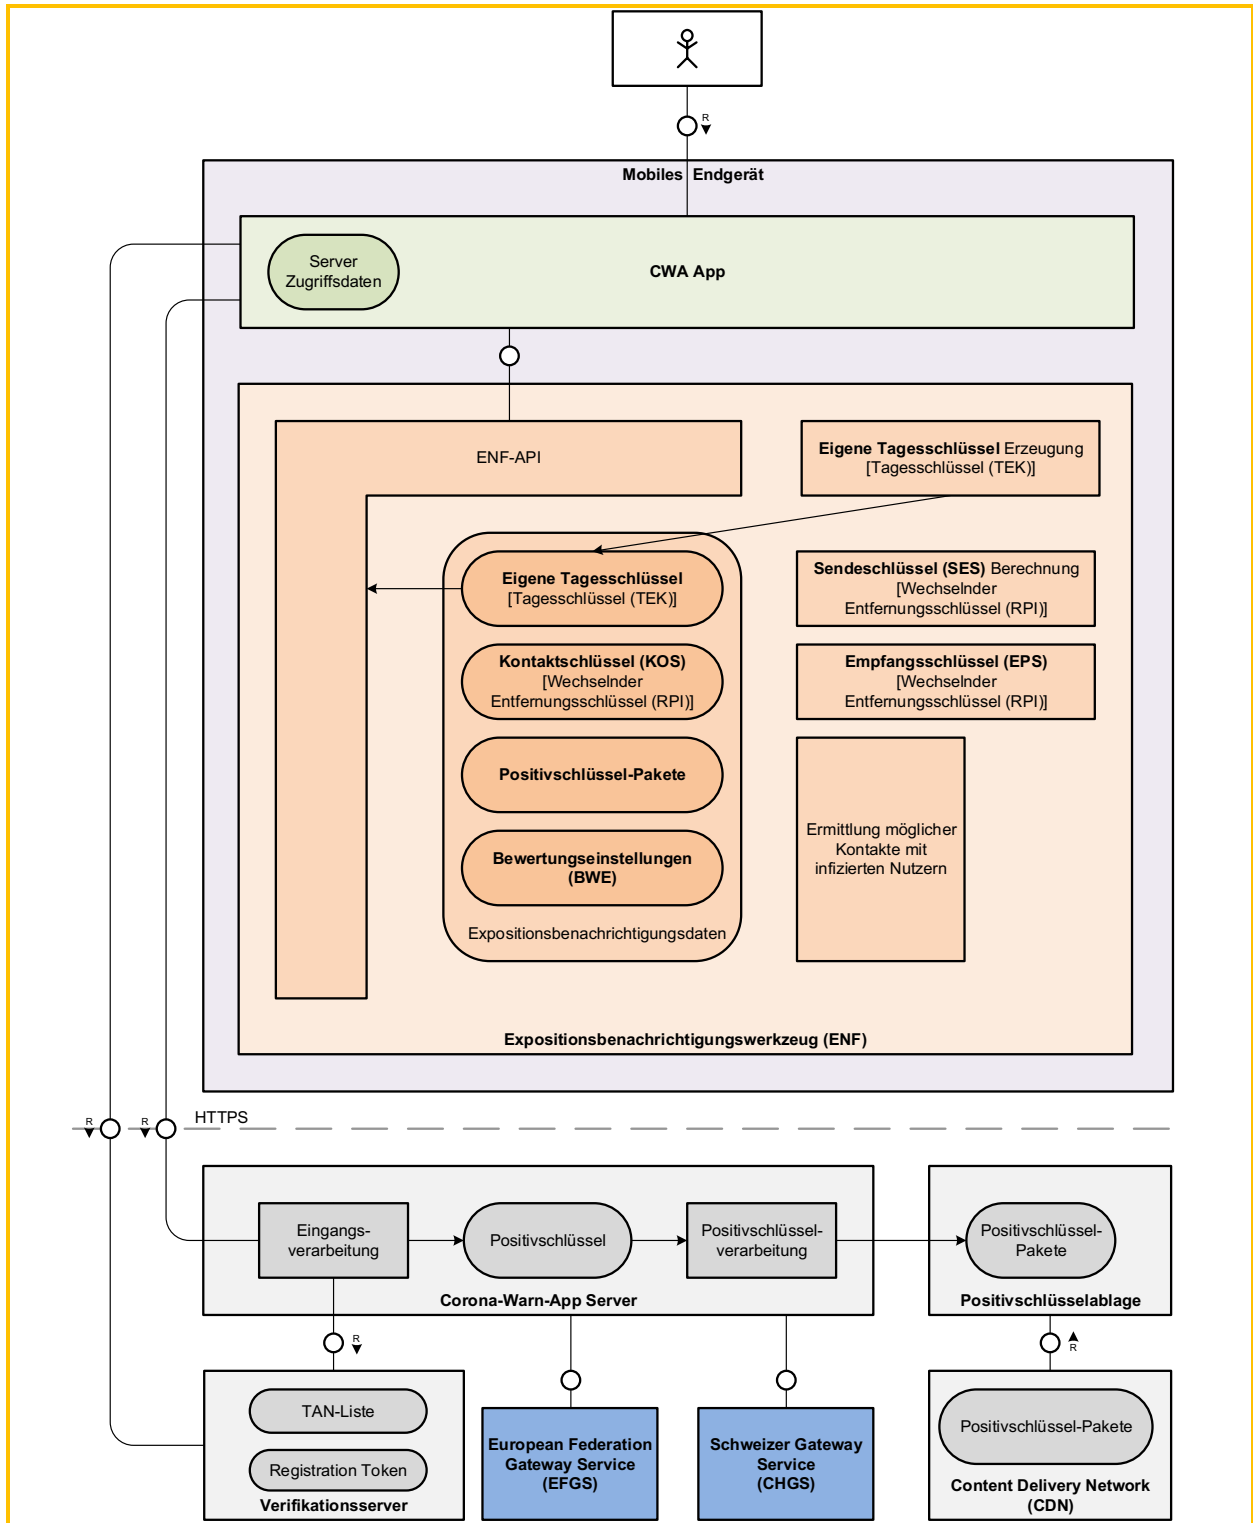 R
Mobiles Endgerät
Server
Zugriffsdaten
CWA App
ENF-API
Eigene Tagesschlüssel Erzeugung
[Tagesschlüssel (TEK)]
Eigene Tagesschlüssel
[Tagesschlüssel (TEK)]
Sendeschlüssel (SES) Berechnung
[Wechselnder
Entfernungsschlüssel (RPI)]
Kontaktschlüssel (KOS)
[Wechselnder
Entfernungsschlüssel (RPI)]
Empfangsschlüssel (EPS)
[Wechselnder
Entfernungsschlüssel (RPI)]
Positivschlüssel-Pakete
Ermittlung möglicher
Kontakte mit
infizierten Nutzern
Bewertungseinstellungen
(BWE)
Expositionsbenachrichtigungsdaten
Expositionsbenachrichtigungswerkzeug (ENF)
R
R
HTTPS
Eingangs-
verarbeitung
Positivschlüssel
Positivschlüssel-
verarbeitung
Positivschlüssel-
Pakete
Corona-Warn-App Server
Positivschlüsselablage
R
R
TAN-Liste
Registration Token
Verifikationsserver
European Federation
Gateway Service
(EFGS)
Schweizer Gateway
Service
(CHGS)
Positivschlüssel-Pakete
Content Delivery Network
(CDN)